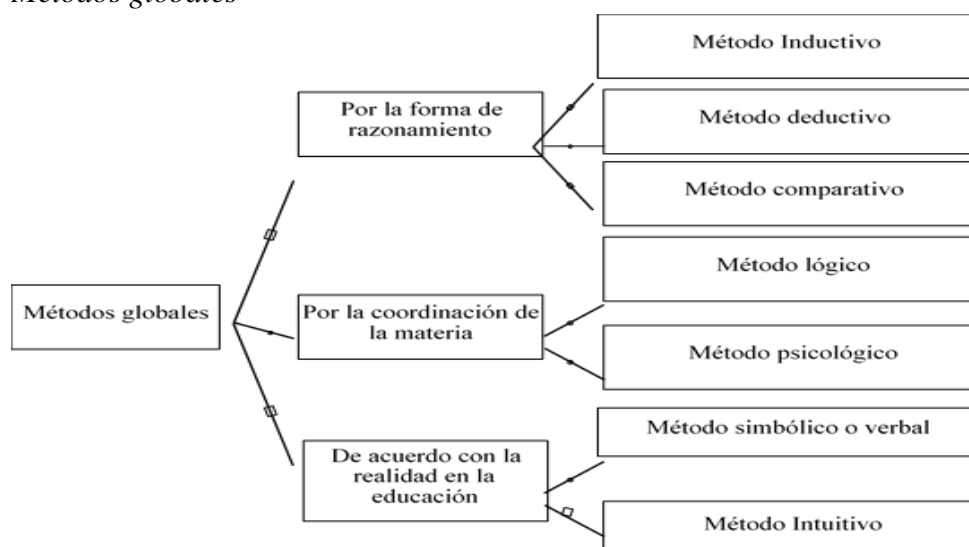 Métodos globales
Método Inductivo
Por la forma de
razonamiento
Método deductivo
Método comparativo
Método lógico
Métodos globales
Por la coordinación de
la materia
Método psicológico
Método simbólico o verbal
De acuerdo con la
realidad en la
educación
Método Intuitivo